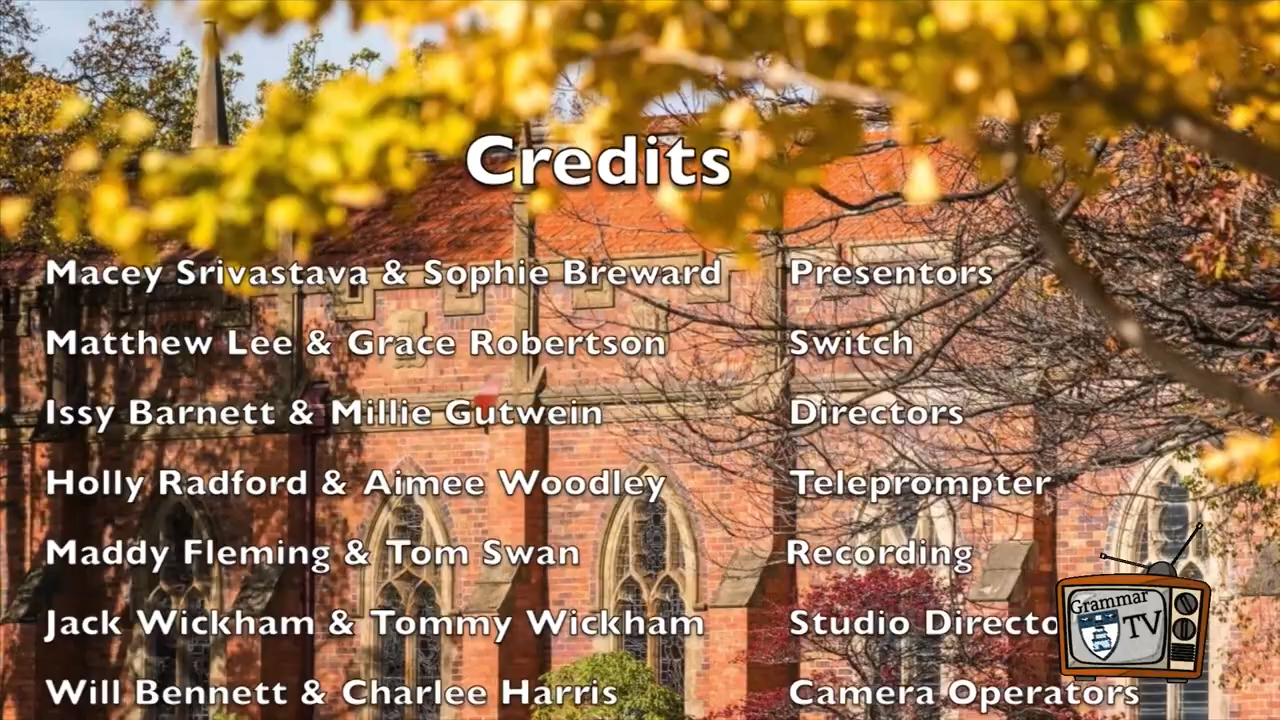 Credits
Macey Srivastava & Sophie Breward Presentors
Matthew Lee & Grace Robertson Switch
Issy Barnett & Millie Gutwein Directors
Holly Radford & Aimee Woodley Teleprompter
Maddy Fleming & Tom Swan Recording
Jack Wickham & Tommy Wickham Studio Directo
Will Bennett & Charlee Harris Camera Operators
Grammar
TV